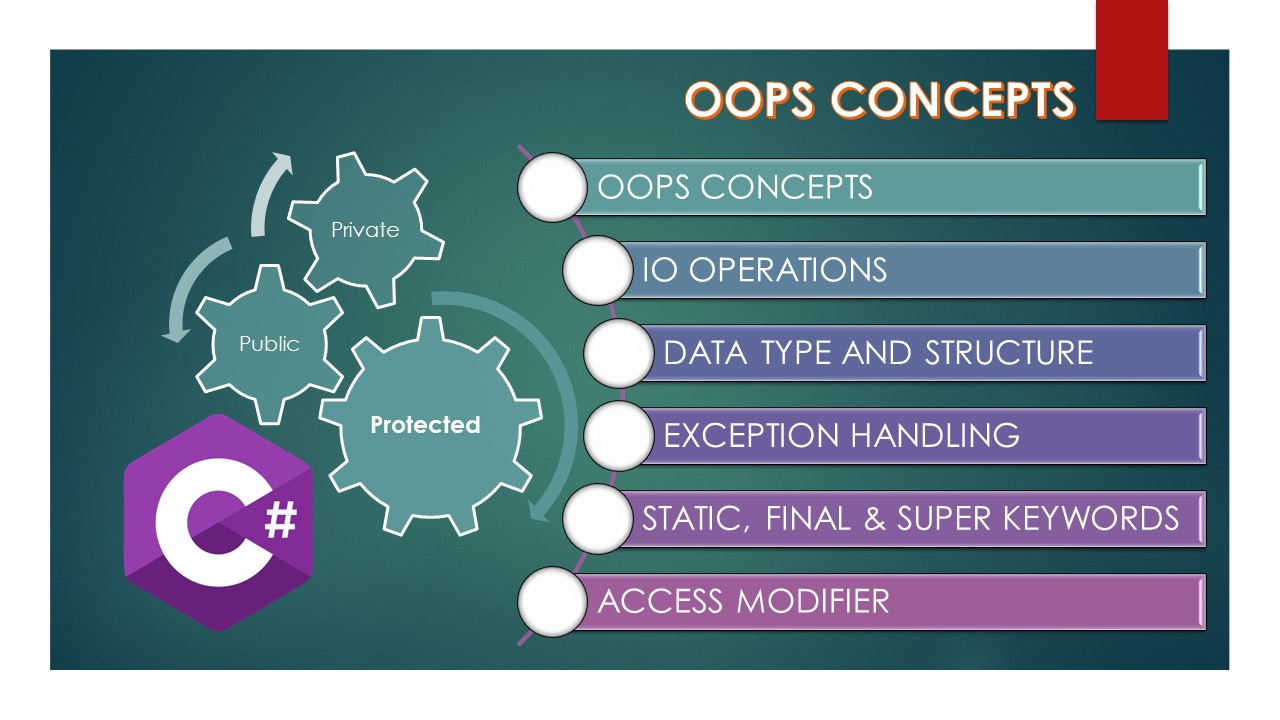 OOPS CONCEPTS
Private
Public
Protected
C#
OOPS CONCEPTS
IO OPERATIONS
DATA TYPE AND STRUCTURE
EXCEPTION HANDLING
STATIC, FINAL & SUPER KEYWORDS
ACCESS MODIFIER